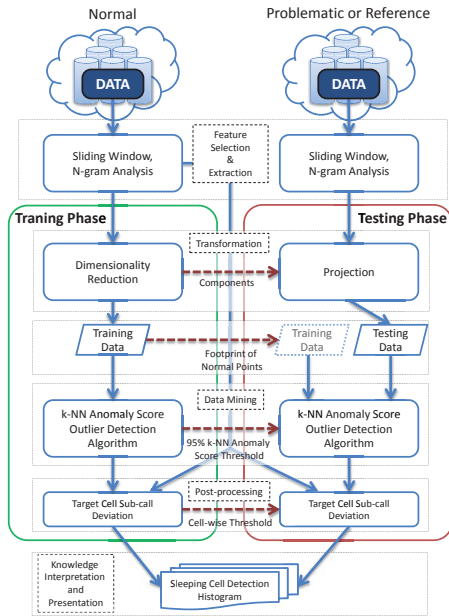 Normal
Problematic or Reference
DATA
DATA
Sliding Window,
N-gram Analysis
Feature
Selection
&
Extraction
Sliding Window,
N-gram Analysis
Traning Phase
Testing Phase
Transformation
Dimensionality
Reduction
Components
Projection
Training
Data
Footprint of
Normal Points
Training
Data
Testing
Data
Data Mining
k-NN Anomaly Score
Outlier Detection
Algorithm
95% k-NN Anomaly
Score Threshold
k-NN Anomaly Score
Outlier Detection
Algorithm
Post-processing
Target Cell Sub-call
Deviation
Cell-wise Threshold
Target Cell Sub-call
Deviation
Knowledge
Interpretation
and
Presentation
Sleeping Cell Detection
Histogram